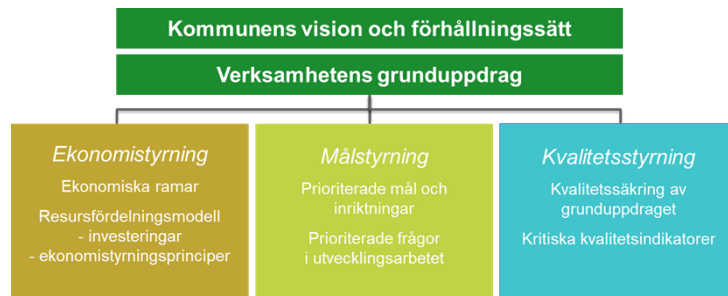 Kommunens vision och förhållningssätt
Verksamhetens grunduppdrag
Ekonomistyrning
Ekonomiska ramar
Resursfördelningsmodell
- investeringar
- ekonomistyrningsprinciper
Målstyrning
Prioriterade mål och
inriktningar
Prioriterade frågor
i utvecklingsarbetet
Kvalitetsstyrning
Kvalitetssäkring av
grunduppdraget
Kritiska kvalitetsindikatorer